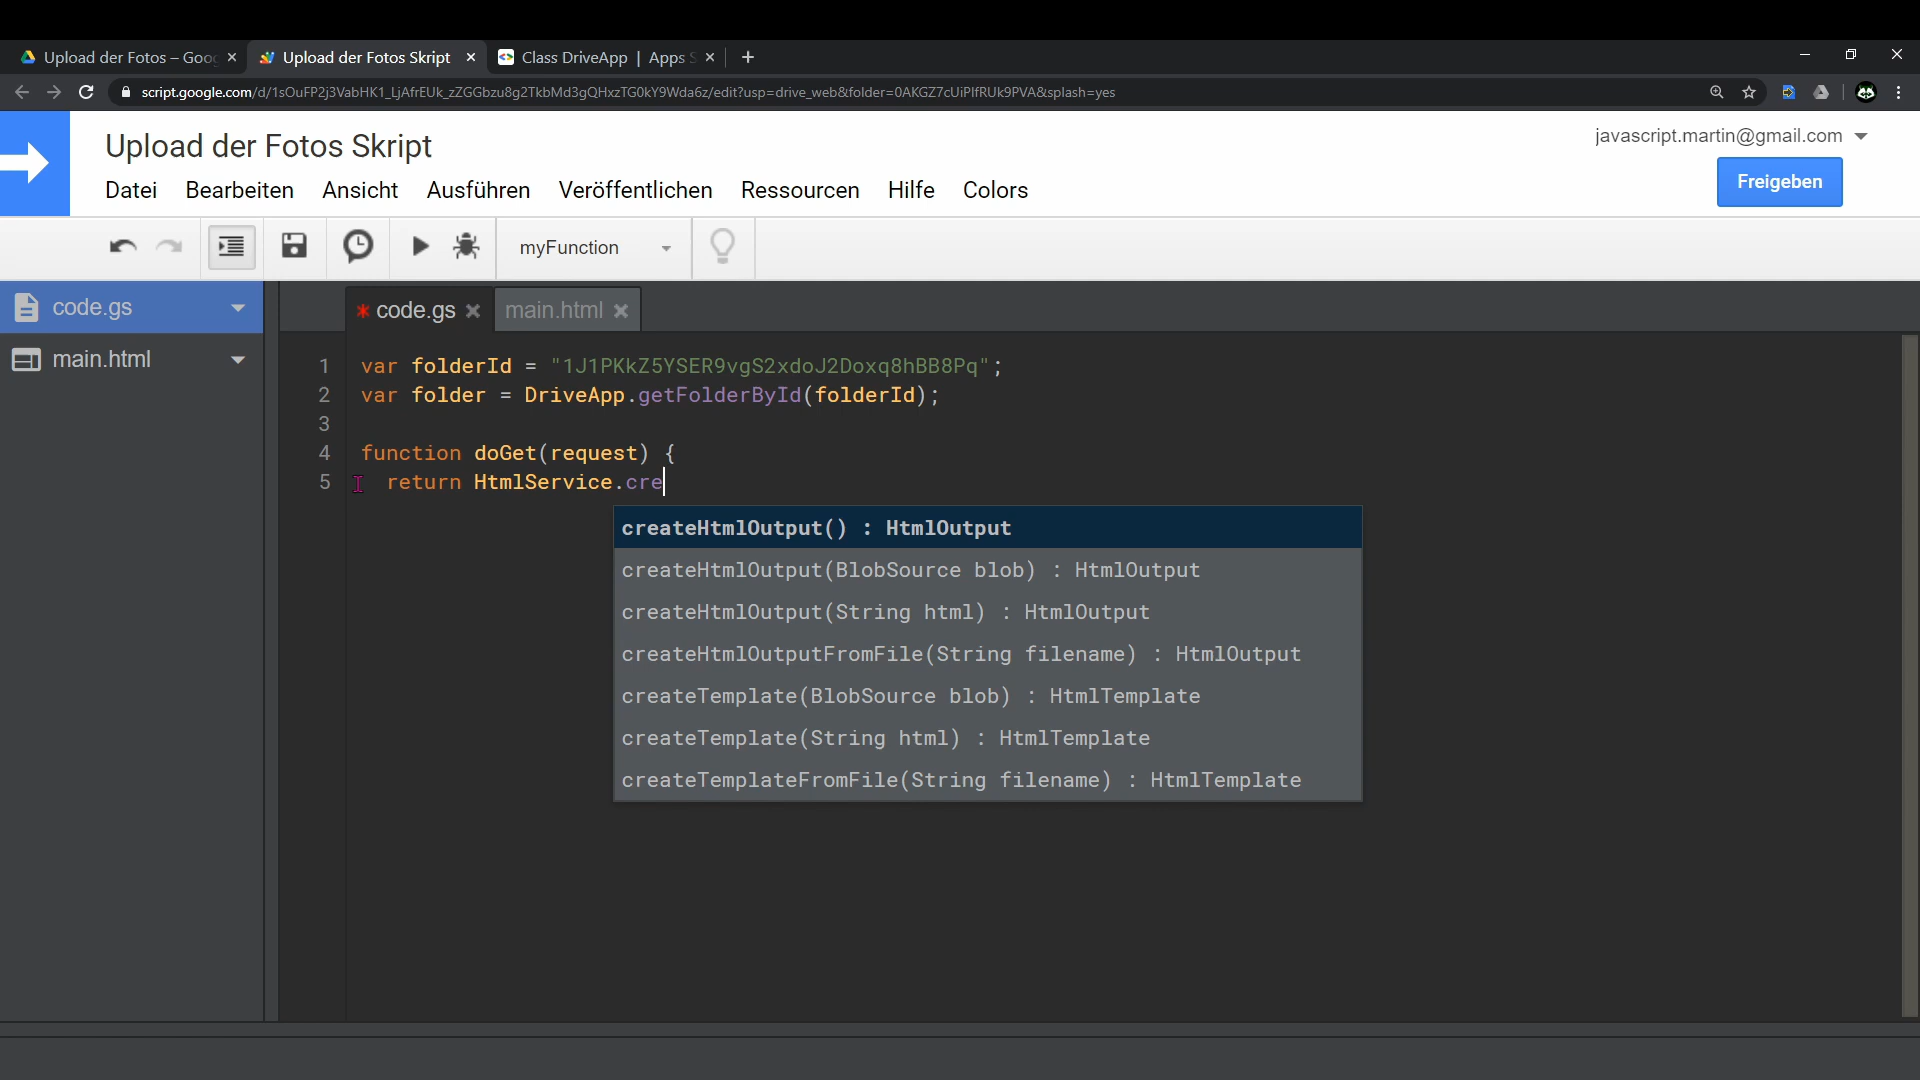 Upload der Fotos – Goo
Upload der Fotos Skript
Class DriveApp | Apps S
script.google.com/d/1sOuFP2j3VabHK1_LjAfrEUk_zZGGbzu8g2TkbMd3gQHxzTG0kY9Wda6z/edit?usp=drive_web&folder=0AKGZ7cUiPlfRUk9PVA&splash=yes
Upload der Fotos Skript
javascript.martin@gmail.com
Datei Bearbeiten Ansicht Ausführen Veröffentlichen Ressourcen Hilfe Colors
Freigeben
myFunction
code.gs
main.html
* code.gs
main.html
1 var folderId = "1J1PKkZ5YSER9vgS2xdoJ2Doxq8hBB8Pq";
2 var folder = DriveApp.getFolderById(folderId);
3
4 function doGet(request) {
5 return HtmlService.cre
createHtmlOutput() : HtmlOutput
createHtmlOutput(BlobSource blob) : HtmlOutput
createHtmlOutput(String html) : HtmlOutput
createHtmlOutputFromFile(String filename) : HtmlOutput
createTemplate(BlobSource blob) : HtmlTemplate
createTemplate(String html) : HtmlTemplate
createTemplateFromFile(String filename) : HtmlTemplate